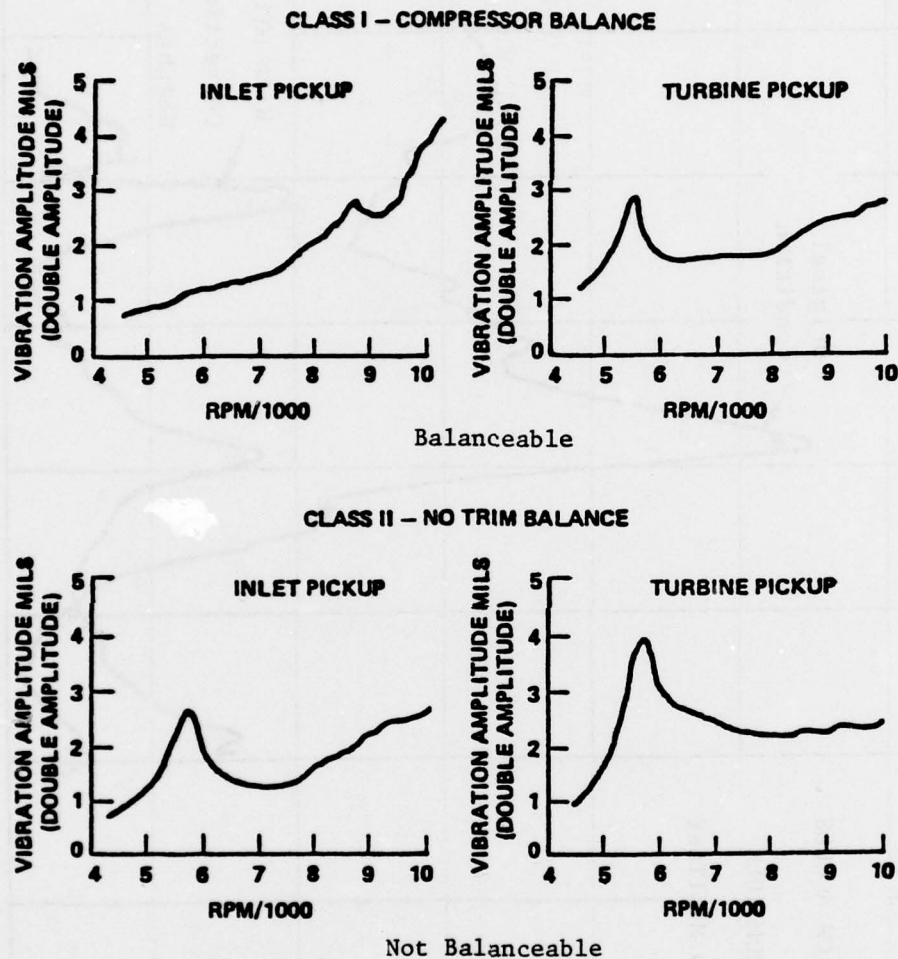 CLASS I – COMPRESSOR BALANCE
INLET PICKUP
VIBRATION AMPLITUDE MILS
(DOUBLE AMPLITUDE)
5
4
3
2
1
0
4 5 6 7 8 9 10
RPM/1000
TURBINE PICKUP
VIBRATION AMPLITUDE MILS
(DOUBLE AMPLITUDE)
5
4
3
2
1
0
4 5 6 7 8 9 10
RPM/1000
Balanceable
CLASS II – NO TRIM BALANCE
INLET PICKUP
VIBRATION AMPLITUDE MILS
(DOUBLE AMPLITUDE)
5
4
3
2
1
0
4 5 6 7 8 9 10
RPM/1000
TURBINE PICKUP
VIBRATION AMPLITUDE MILS
(DOUBLE AMPLITUDE)
5
4
3
2
1
0
4 5 6 7 8 9 10
RPM/1000
Not Balanceable